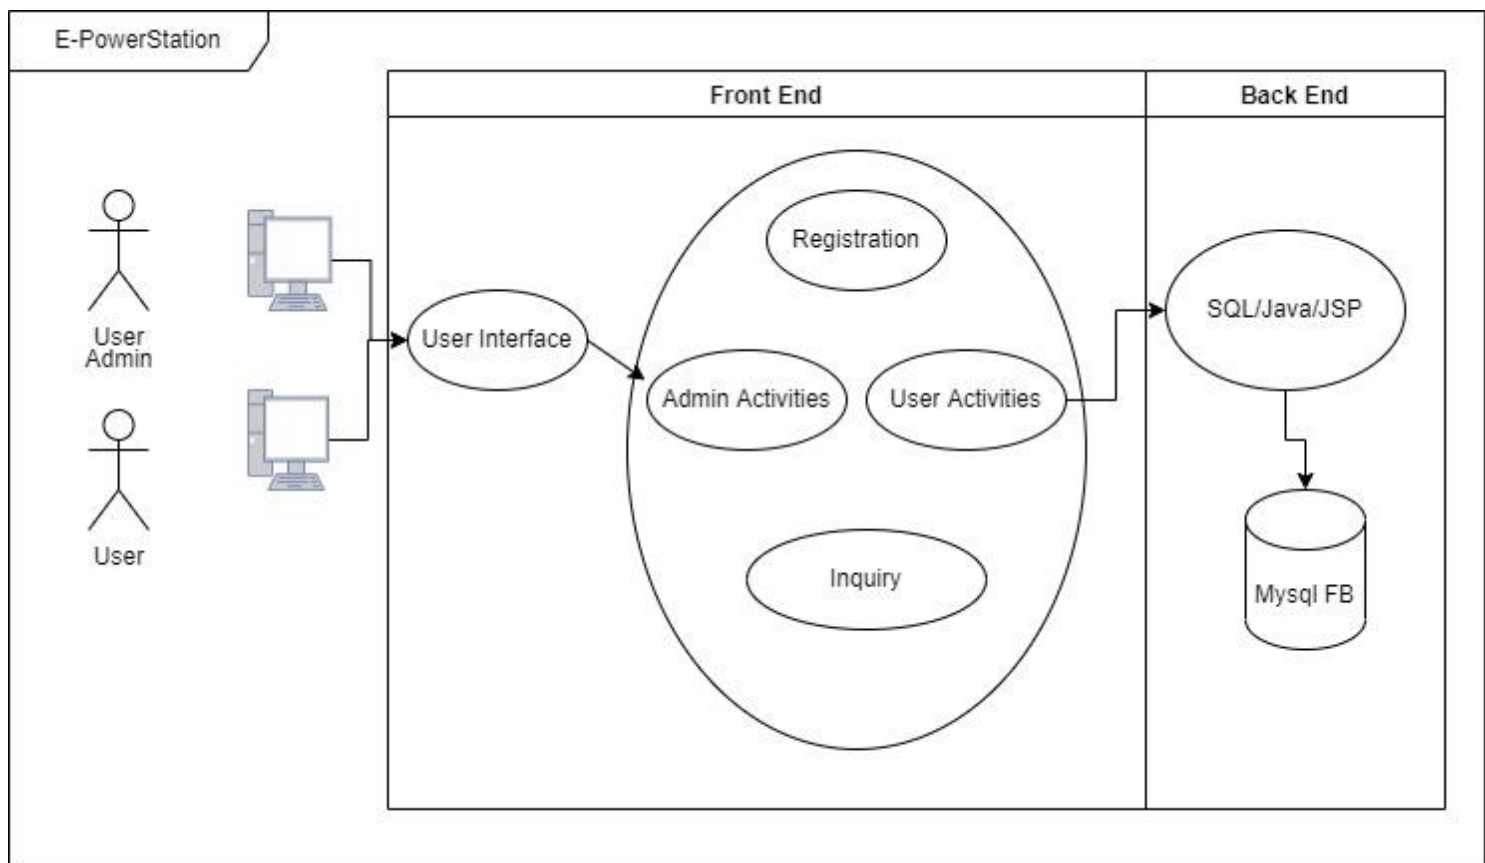 E-PowerStation
Front End
Back End
Registration
User
Admin
User Interface
SQL/Java/JSP
Admin Activities
User Activities
User
Inquiry
Mysql FB